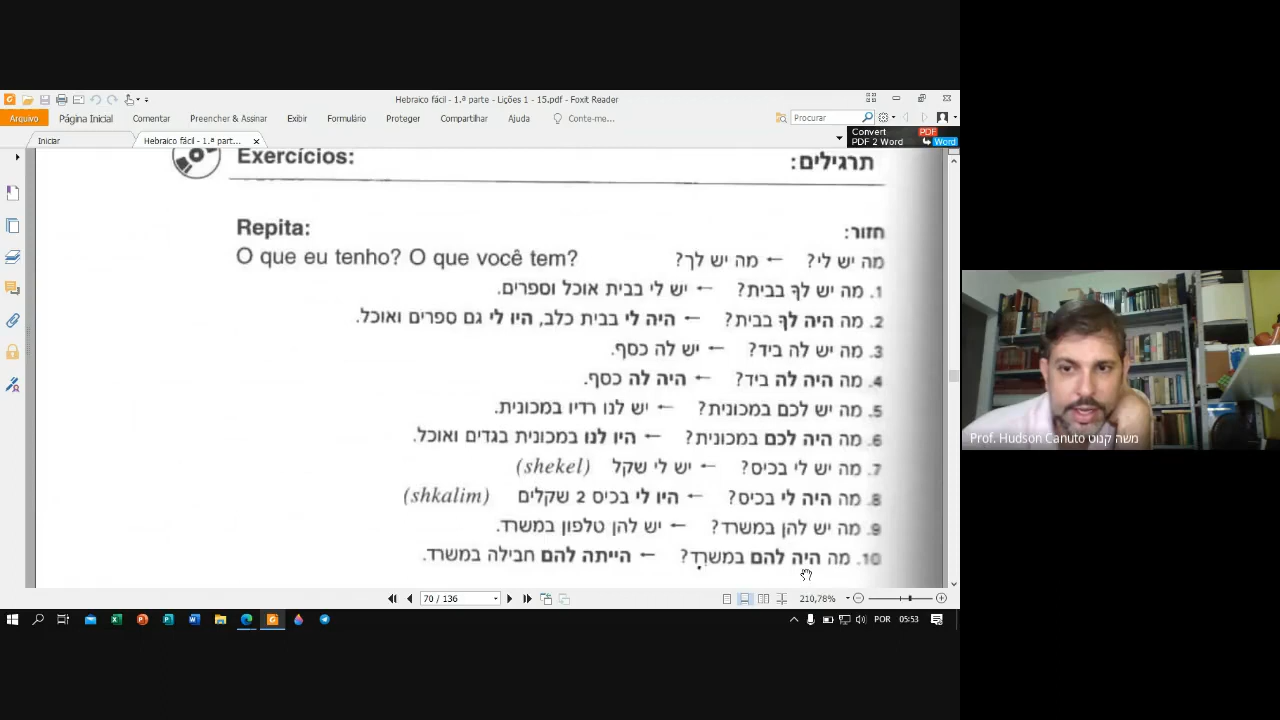 Hebraico fácil - 1.ª parte - Lições 1 - 15.pdf - Foxit Reader
Arquivo Página Inicial Comentar Preencher & Assinar Exibir Formulário Proteger Compartilhar Ajuda Conte-me... Procurar
Iniciar Hebraico fácil - 1.ª part...
Convert PDF
PDF 2 Word Word
Exercícios: תרגילים:
Repita: חזור:
O que eu tenho? O que você tem? מה יש לי? ← מה יש לך?
1. מה יש לךָ בבית? ← יש לי בבית אוכל וספרים.
2. מה היה לךָ בבית? ← היה לי בבית כלב, היו לי גם ספרים ואוכל.
3. מה יש לה ביד? ← יש לה כסף.
4. מה היה לה ביד? ← היה לה כסף.
5. מה יש לכם במכונית? ← יש לנו רדיו במכונית.
6. מה היה לכם במכונית? ← היו לנו במכונית בגדים ואוכל.
7. מה יש לי בכיס? ← יש לי שקל (shekel)
8. מה היה לי בכיס? ← היו לי בכיס 2 שקלים (shkalim)
9. מה יש להן במשרד? ← יש להן טלפון במשרד.
10. מה היה להם במשרד? ← הייתה להם חבילה במשרד.
Prof. Hudson Canuto משה קנוט
70 / 136 210,78%
POR 05:53